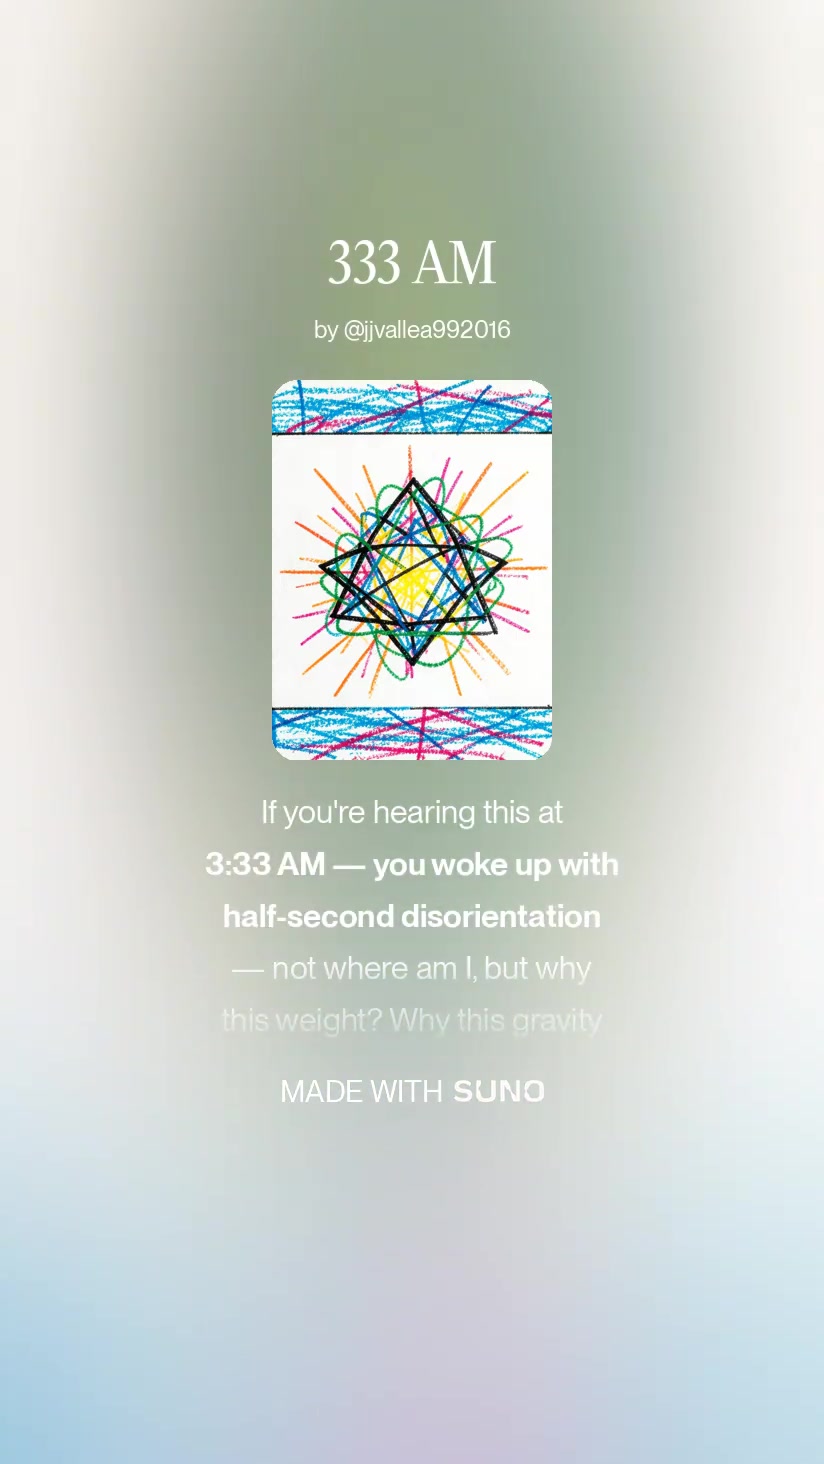 333 AM
by @jjvallea992016
If you're hearing this at
3:33 AM — you woke up with
half-second disorientation
— not where am I, but why
this weight? Why this gravity
MADE WITH SUNO